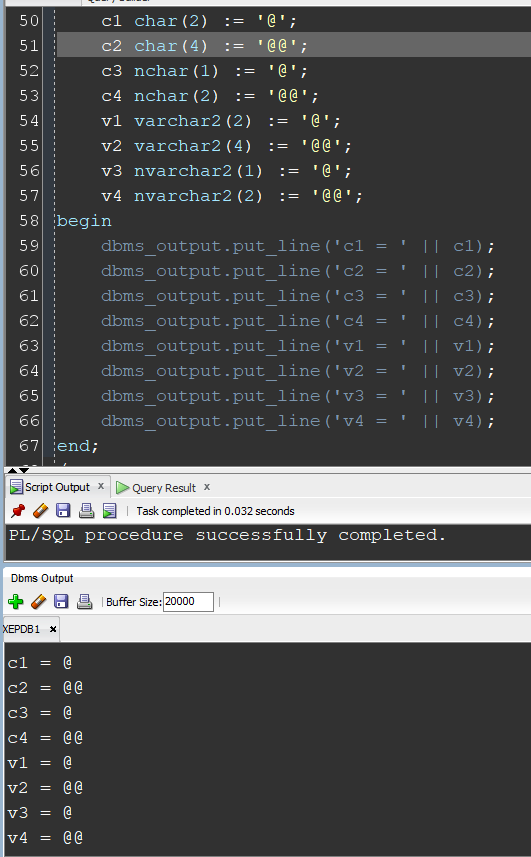 50 c1 char(2) := '@';
51 c2 char(4) := '@@';
52 c3 nchar(1) := '@';
53 c4 nchar(2) := '@@';
54 v1 varchar2(2) := '@';
55 v2 varchar2(4) := '@@';
56 v3 nvarchar2(1) := '@';
57 v4 nvarchar2(2) := '@@';
58 begin
59 dbms_output.put_line('c1 = ' || c1);
60 dbms_output.put_line('c2 = ' || c2);
61 dbms_output.put_line('c3 = ' || c3);
62 dbms_output.put_line('c4 = ' || c4);
63 dbms_output.put_line('v1 = ' || v1);
64 dbms_output.put_line('v2 = ' || v2);
65 dbms_output.put_line('v3 = ' || v3);
66 dbms_output.put_line('v4 = ' || v4);
67 end;
Script Output x Query Result x
Task completed in 0.032 seconds
PL/SQL procedure successfully completed.
Dbms Output
Buffer Size: 20000
XEPDB1 x
c1 = @
c2 = @@
c3 = @
c4 = @@
v1 = @
v2 = @@
v3 = @
v4 = @@